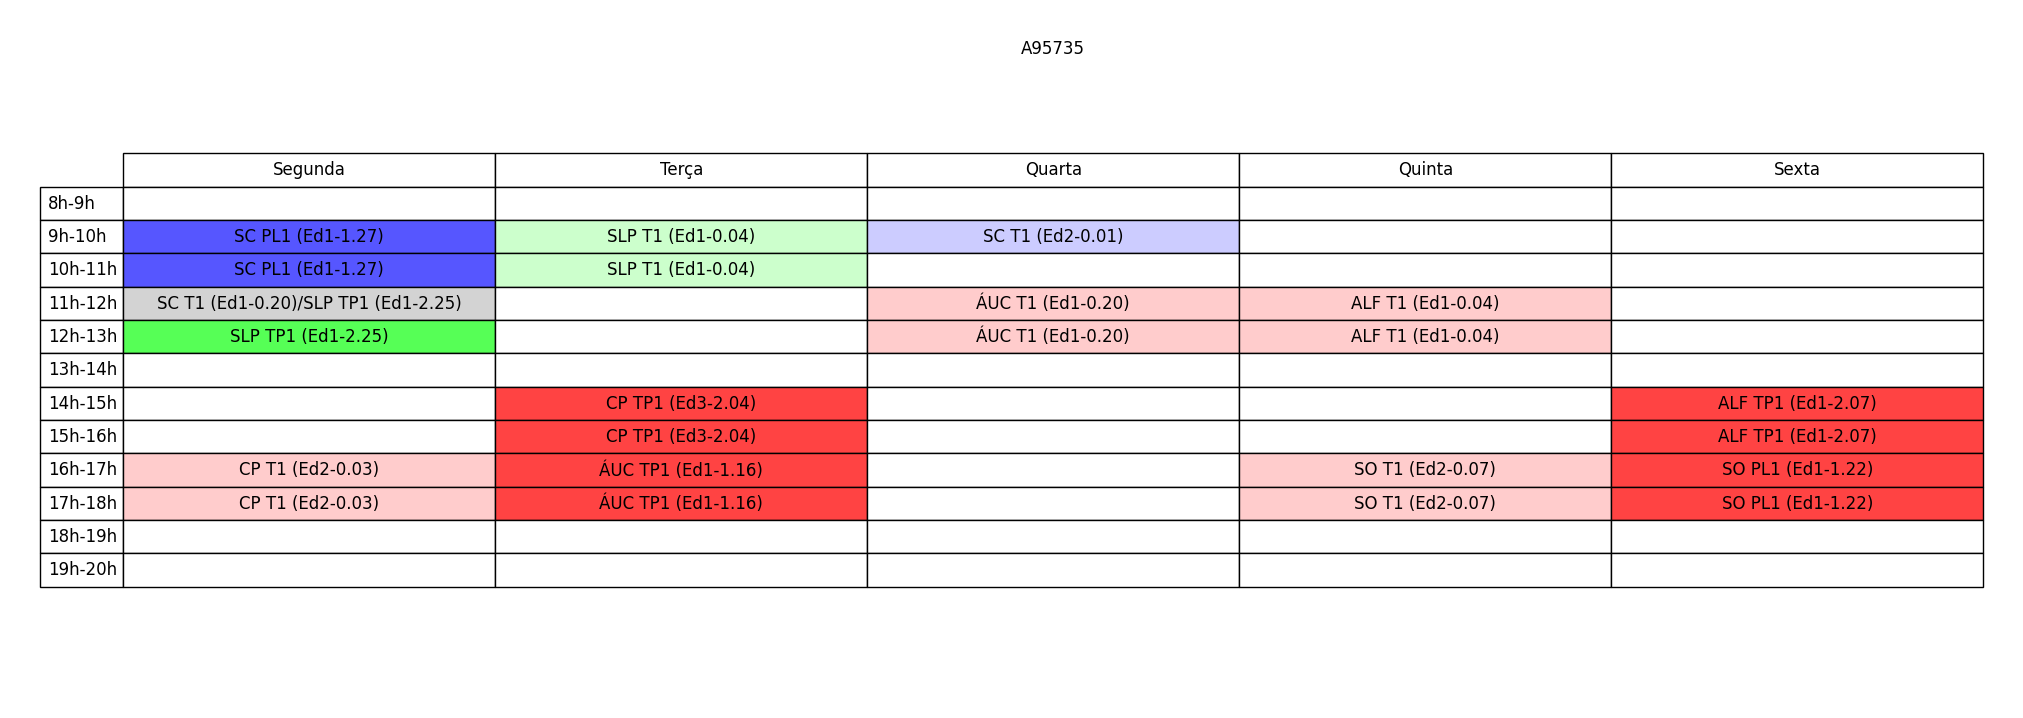 A95735
Segunda Terça Quarta Quinta Sexta
8h-9h
9h-10h SC PL1 (Ed1-1.27) SLP T1 (Ed1-0.04) SC T1 (Ed2-0.01)
10h-11h SC PL1 (Ed1-1.27) SLP T1 (Ed1-0.04)
11h-12h SC T1 (Ed1-0.20)/SLP TP1 (Ed1-2.25) ÁUC T1 (Ed1-0.20) ALF T1 (Ed1-0.04)
12h-13h SLP TP1 (Ed1-2.25) ÁUC T1 (Ed1-0.20) ALF T1 (Ed1-0.04)
13h-14h
14h-15h CP TP1 (Ed3-2.04) ALF TP1 (Ed1-2.07)
15h-16h CP TP1 (Ed3-2.04) ALF TP1 (Ed1-2.07)
16h-17h CP T1 (Ed2-0.03) ÁUC TP1 (Ed1-1.16) SO T1 (Ed2-0.07) SO PL1 (Ed1-1.22)
17h-18h CP T1 (Ed2-0.03) ÁUC TP1 (Ed1-1.16) SO T1 (Ed2-0.07) SO PL1 (Ed1-1.22)
18h-19h
19h-20h